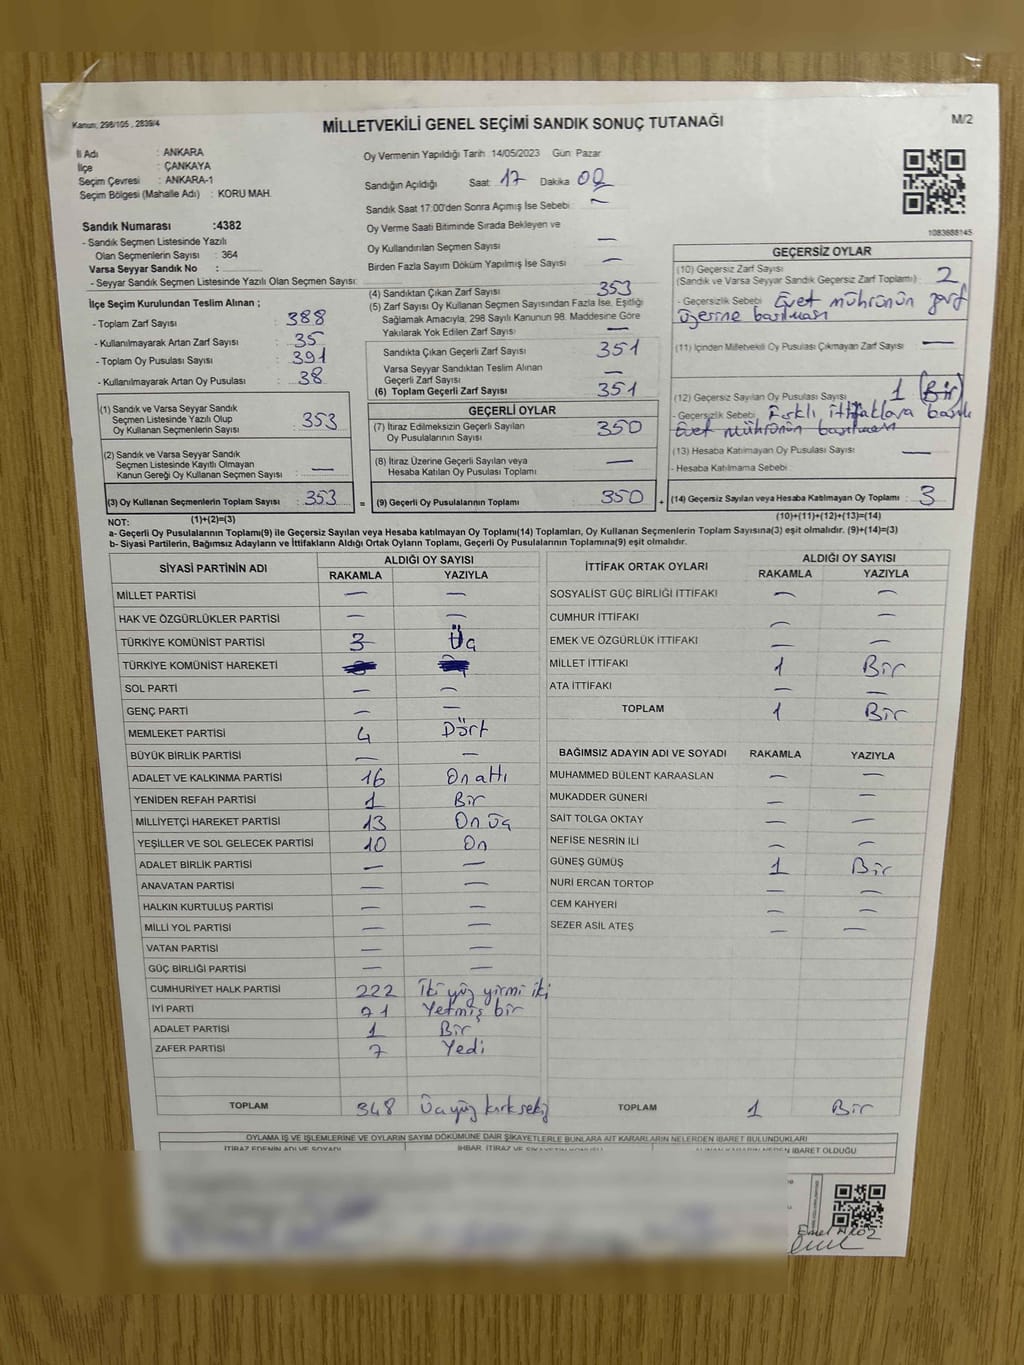 Kanun: 298/105 , 2839/4
MİLLETVEKİLİ GENEL SEÇİMİ SANDIK SONUÇ TUTANAĞI
M/2
İl Adı : ANKARA
İlçe : ÇANKAYA
Seçim Çevresi : ANKARA-1
Seçim Bölgesi (Mahalle Adı) : KORU MAH.
Sandık Numarası :4382
- Sandık Seçmen Listesinde Yazılı
Olan Seçmenlerin Sayısı : 364
Varsa Seyyar Sandık No :
- Seyyar Sandık Seçmen Listesinde Yazılı Olan Seçmen Sayısı:
İlçe Seçim Kurulundan Teslim Alınan ;
- Toplam Zarf Sayısı : 388
- Kullanılmayarak Artan Zarf Sayısı : 35
- Toplam Oy Pusulası Sayısı : 391
- Kullanılmayarak Artan Oy Pusulası : 38
(1) Sandık ve Varsa Seyyar Sandık
Seçmen Listesinde Yazılı Olup
Oy Kullanan Seçmenlerin Sayısı : 353
(2) Sandık ve Varsa Seyyar Sandık
Seçmen Listesinde Kayıtlı Olmayan
Kanun Gereği Oy Kullanan Seçmen Sayısı : —
(3) Oy Kullanan Seçmenlerin Toplam Sayısı : 353
(1)+(2)=(3)
Oy Vermenin Yapıldığı Tarih: 14/05/2023 Gün: Pazar
Sandığın Açıldığı Saat: 17 Dakika 00
Sandık Saat 17:00'den Sonra Açımış İse Sebebi : ~
Oy Verme Saati Bitiminde Sırada Bekleyen ve
Oy Kullandırılan Seçmen Sayısı —
Birden Fazla Sayım Döküm Yapılmış İse Sayısı —
(4) Sandıktan Çıkan Zarf Sayısı 353
(5) Zarf Sayısı Oy Kullanan Seçmen Sayısından Fazla İse, Eşitliği
Sağlamak Amacıyla, 298 Sayılı Kanunun 98. Maddesine Göre
Yakılarak Yok Edilen Zarf Sayısı —
Sandıkta Çıkan Geçerli Zarf Sayısı 351
Varsa Seyyar Sandıktan Teslim Alınan
Geçerli Zarf Sayısı —
(6) Toplam Geçerli Zarf Sayısı 351
GEÇERLİ OYLAR
(7) İtiraz Edilmeksizin Geçerli Sayılan
Oy Pusulalarının Sayısı : 350
(8) İtiraz Üzerine Geçerli Sayılan veya
Hesaba Katılan Oy Pusulası Toplamı : —
= (9) Geçerli Oy Pusulalarının Toplamı : 350 +
1083688145
GEÇERSİZ OYLAR
(10) Geçersiz Zarf Sayısı
(Sandık ve Varsa Seyyar Sandık Geçersiz Zarf Toplamı) : 2
- Geçersizlik Sebebi : Evet mührünün zarf
üzerine basılması
(11) İçinden Milletvekili Oy Pusulası Çıkmayan Zarf Sayısı : —
(12) Geçersiz Sayılan Oy Pusulası Sayısı : 1 (Bir)
- Geçersizlik Sebebi : Farklı ittifaklara basılı
Evet mührünün basılması
(13) Hesaba Katılmayan Oy Pusulası Sayısı : —
- Hesaba Katılmama Sebebi
(14) Geçersiz Sayılan veya Hesaba Katılmayan Oy Toplamı : 3
(10)+(11)+(12)+(13)=(14)
NOT:
a- Geçerli Oy Pusulalarının Toplamı(9) ile Geçersiz Sayılan veya Hesaba katılmayan Oy Toplamı(14) Toplamları, Oy Kullanan Seçmenlerin Toplam Sayısına(3) eşit olmalıdır. (9)+(14)=(3)
b- Siyasi Partilerin, Bağımsız Adayların ve İttifakların Aldığı Ortak Oyların Toplamı, Geçerli Oy Pusulalarının Toplamına(9) eşit olmalıdır.
SİYASİ PARTİNİN ADI ALDIĞI OY SAYISI
RAKAMLA YAZIYLA
MİLLET PARTİSİ — —
HAK VE ÖZGÜRLÜKLER PARTİSİ — —
TÜRKİYE KOMÜNİST PARTİSİ 3 Üç
TÜRKİYE KOMÜNİST HAREKETİ
SOL PARTİ — —
GENÇ PARTİ — —
MEMLEKET PARTİSİ 4 Dört
BÜYÜK BİRLİK PARTİSİ — —
ADALET VE KALKINMA PARTİSİ 16 On altı
YENİDEN REFAH PARTİSİ 1 Bir
MİLLİYETÇİ HAREKET PARTİSİ 13 On üç
YEŞİLLER VE SOL GELECEK PARTİSİ 10 On
ADALET BİRLİK PARTİSİ — —
ANAVATAN PARTİSİ — —
HALKIN KURTULUŞ PARTİSİ — —
MİLLİ YOL PARTİSİ — —
VATAN PARTİSİ — —
GÜÇ BİRLİĞİ PARTİSİ — —
CUMHURİYET HALK PARTİSİ 222 İki yüz yirmi iki
İYİ PARTİ 71 Yetmiş bir
ADALET PARTİSİ 1 Bir
ZAFER PARTİSİ 7 Yedi
TOPLAM 348 Üçyüz kırk sekiz
İTTİFAK ORTAK OYLARI ALDIĞI OY SAYISI
RAKAMLA YAZIYLA
SOSYALİST GÜÇ BİRLİĞİ İTTİFAKI — —
CUMHUR İTTİFAKI — —
EMEK VE ÖZGÜRLÜK İTTİFAKI — —
MİLLET İTTİFAKI 1 Bir
ATA İTTİFAKI — —
TOPLAM 1 Bir
BAĞIMSIZ ADAYIN ADI VE SOYADI RAKAMLA YAZIYLA
MUHAMMED BÜLENT KARAASLAN — —
MUKADDER GÜNERİ — —
SAİT TOLGA OKTAY — —
NEFİSE NESRİN İLİ — —
GÜNEŞ GÜMÜŞ 1 Bir
NURİ ERCAN TORTOP — —
CEM KAHYERİ — —
SEZER ASİL ATEŞ — —
TOPLAM 1 Bir
OYLAMA İŞ VE İŞLEMLERİNE VE OYLARIN SAYIM DÖKÜMÜNE DAİR ŞİKAYETLERLE BUNLARA AİT KARARLARIN NELERDEN İBARET BULUNDUKLARI
İTİRAZ EDENİN ADI VE SOYADI İHBAR, İTİRAZ VE ŞİKAYETİN KONUSU ALINAN KARARIN NEDEN İBARET OLDUĞU